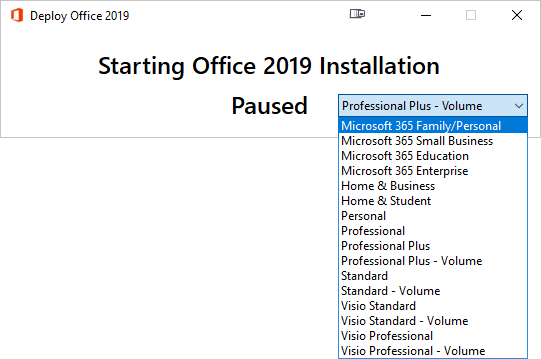 Deploy Office 2019
Starting Office 2019 Installation
Paused
Professional Plus - Volume
Microsoft 365 Family/Personal
Microsoft 365 Small Business
Microsoft 365 Education
Microsoft 365 Enterprise
Home & Business
Home & Student
Personal
Professional
Professional Plus
Professional Plus - Volume
Standard
Standard - Volume
Visio Standard
Visio Standard - Volume
Visio Professional
Visio Professional - Volume